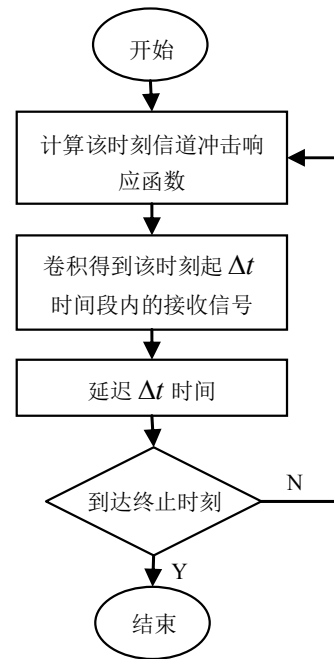 开始
计算该时刻信道冲击响
应函数
卷积得到该时刻起 Δt
时间段内的接收信号
延迟 Δt 时间
到达终止时刻
N
Y
结束